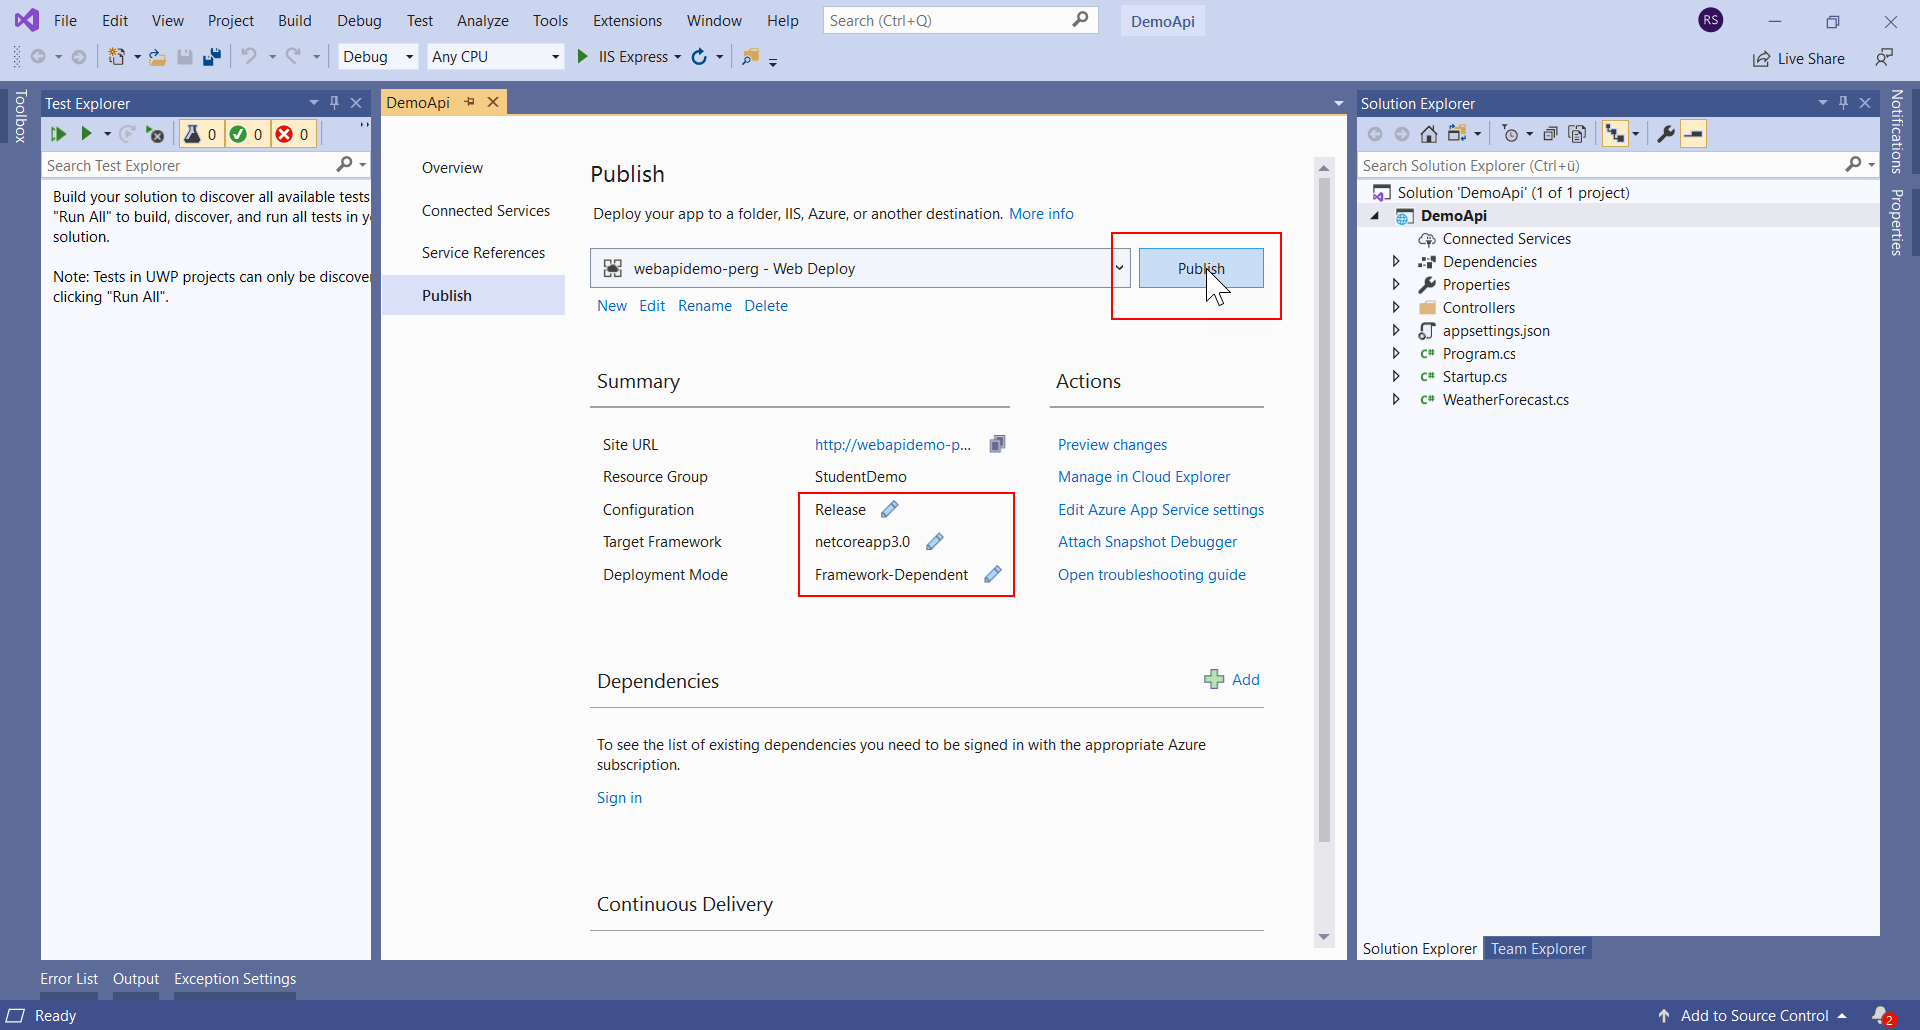 File Edit View Project Build Debug Test Analyze Tools Extensions Window Help Search (Ctrl+Q) DemoApi RS
Debug Any CPU IIS Express Live Share
Toolbox
Test Explorer
0 0 0
Search Test Explorer
Build your solution to discover all available tests
"Run All" to build, discover, and run all tests in y
solution.
Note: Tests in UWP projects can only be discove
clicking "Run All".
DemoApi
Overview
Connected Services
Service References
Publish
Publish
Deploy your app to a folder, IIS, Azure, or another destination. More info
webapidemo-perg - Web Deploy Publish
New Edit Rename Delete
Summary
Site URL http://webapidemo-p...
Resource Group StudentDemo
Configuration Release
Target Framework netcoreapp3.0
Deployment Mode Framework-Dependent
Actions
Preview changes
Manage in Cloud Explorer
Edit Azure App Service settings
Attach Snapshot Debugger
Open troubleshooting guide
Dependencies Add
To see the list of existing dependencies you need to be signed in with the appropriate Azure
subscription.
Sign in
Continuous Delivery
Solution Explorer
Search Solution Explorer (Ctrl+ü)
Solution 'DemoApi' (1 of 1 project)
DemoApi
Connected Services
Dependencies
Properties
Controllers
appsettings.json
C# Program.cs
C# Startup.cs
C# WeatherForecast.cs
Solution Explorer Team Explorer
Notifications
Properties
Error List Output Exception Settings
Ready Add to Source Control 2